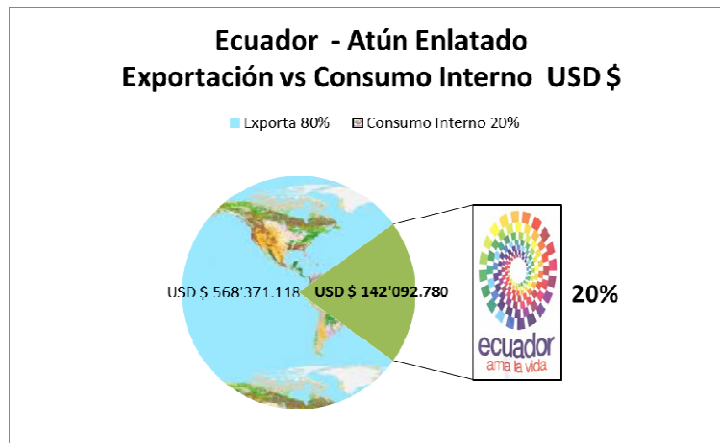 Ecuador - Atún Enlatado
Exportación vs Consumo Interno USD $
Exporta 80% Consumo Interno 20%
USD $ 568'371.118 USD $ 142'092.780
20%
ecuador
ama la vida